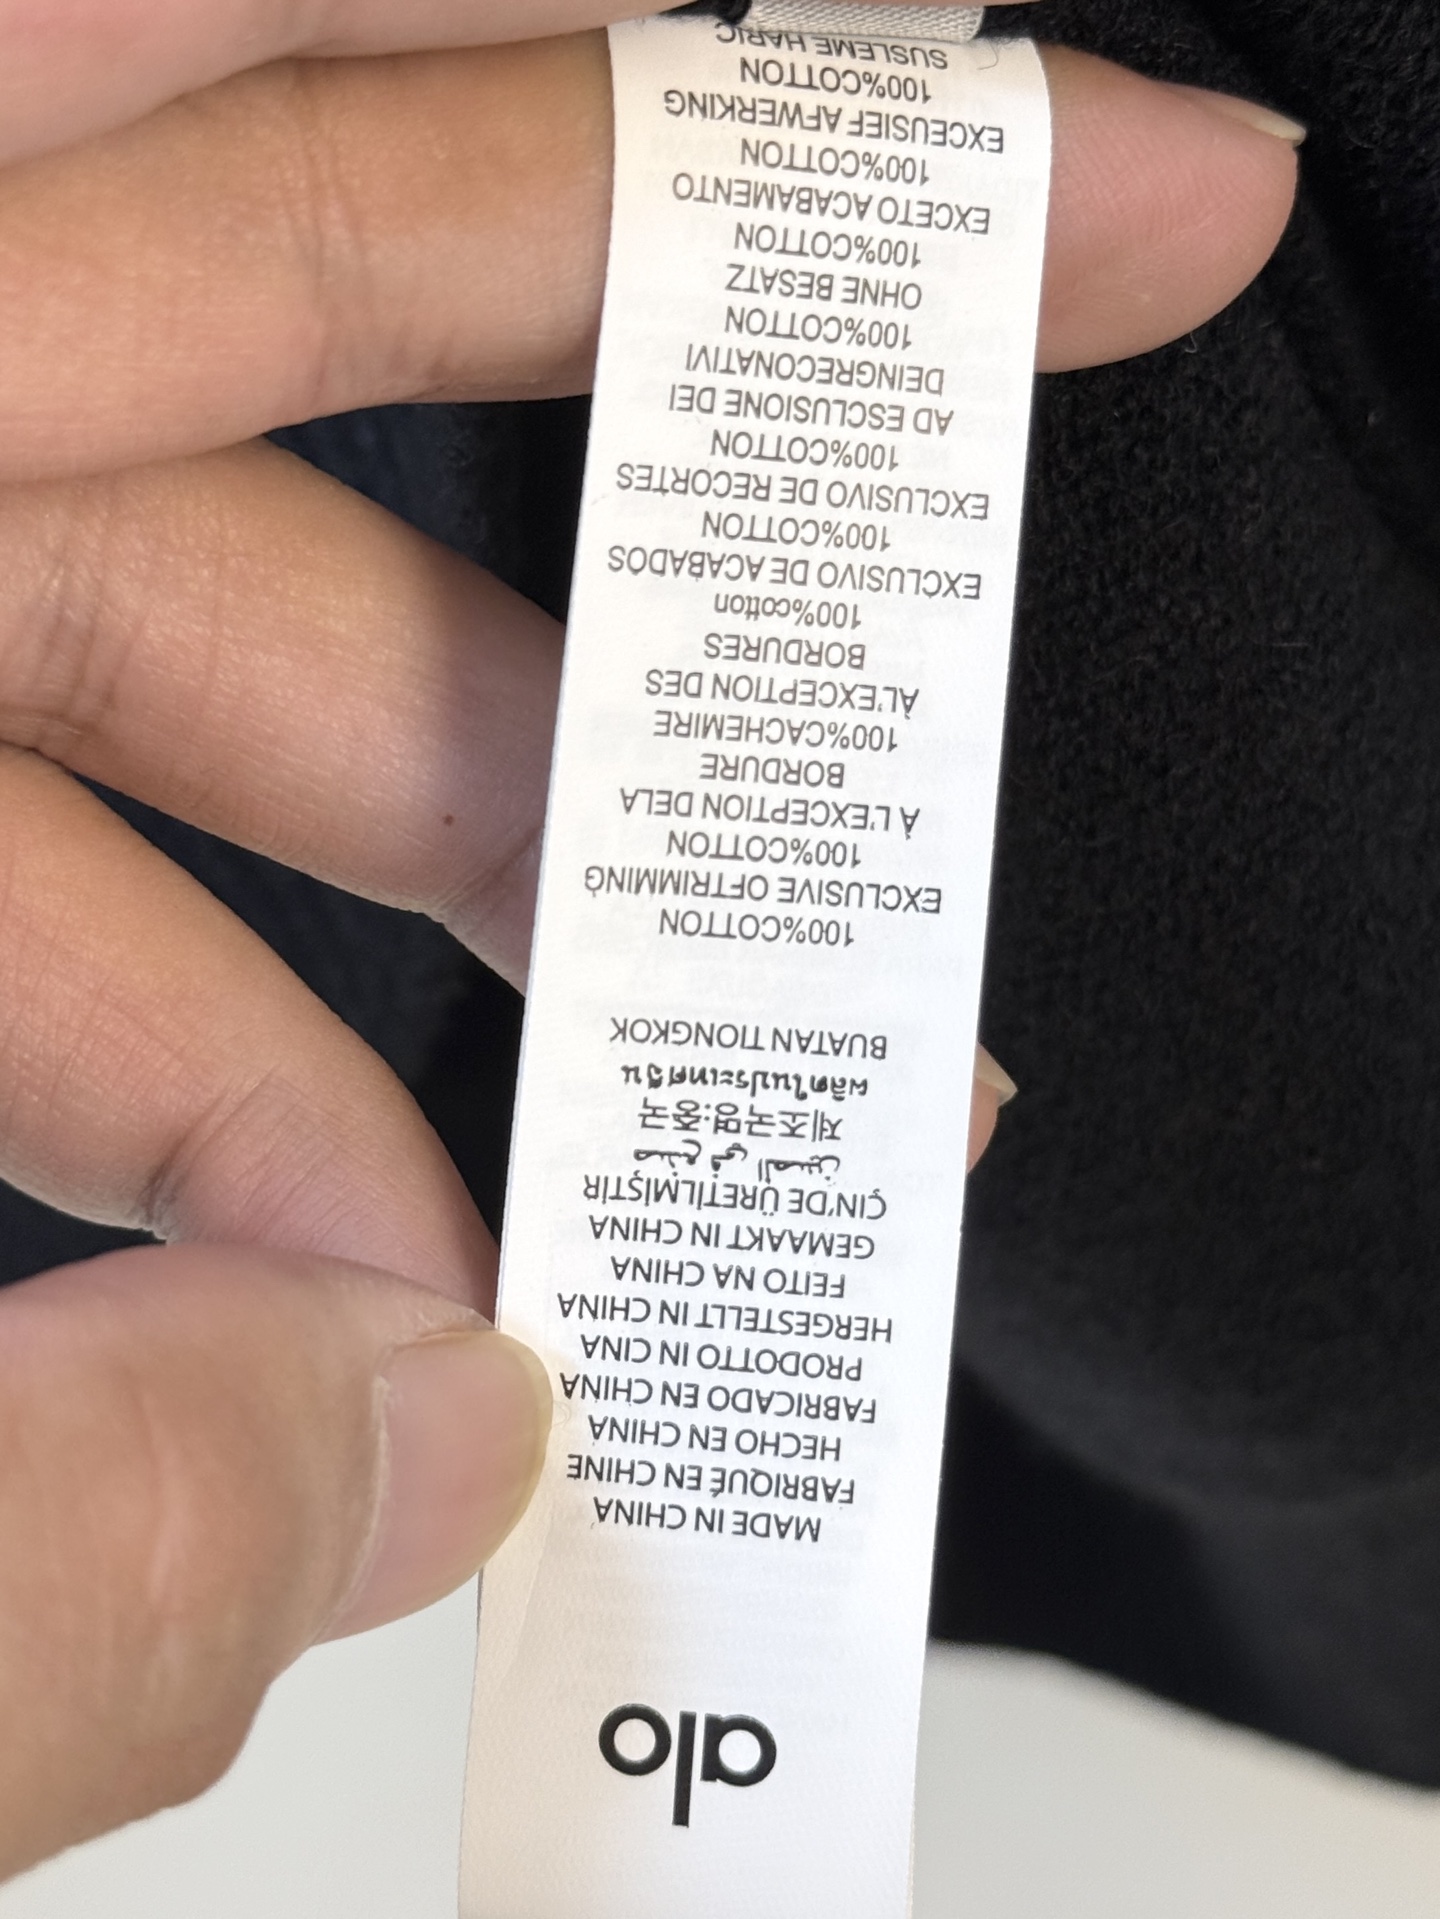 alo
MADE IN CHINA
FABRIQUÉ EN CHINE
HECHO EN CHINA
FABRICADO EN CHINA
PRODOTTO IN CINA
HERGESTELLT IN CHINA
FEITO NA CHINA
GEMAAKT IN CHINA
ÇIN'DE ÜRETİLMİŞTİR
صنع في الصين
제조국명:중국
ผลิตในประเทศจีน
BUATAN TIONGKOK
100%COTTON
EXCLUSIVE OFTRIMMING
100%COTTON
À L'EXCEPTION DELA
BORDURE
100%CACHEMIRE
ÀL'EXCEPTION DES
BORDURES
100%cotton
EXCLUSIVO DE ACABADOS
100%COTTON
EXCLUSIVO DE RECORTES
100%COTTON
AD ESCLUSIONE DEI
DEINGRECONATIVI
100%COTTON
OHNE BESATZ
100%COTTON
EXCETO ACABAMENTO
100%COTTON
EXCEUSIEF AFWERKING
100%COTTON
SUSLEME HARIC